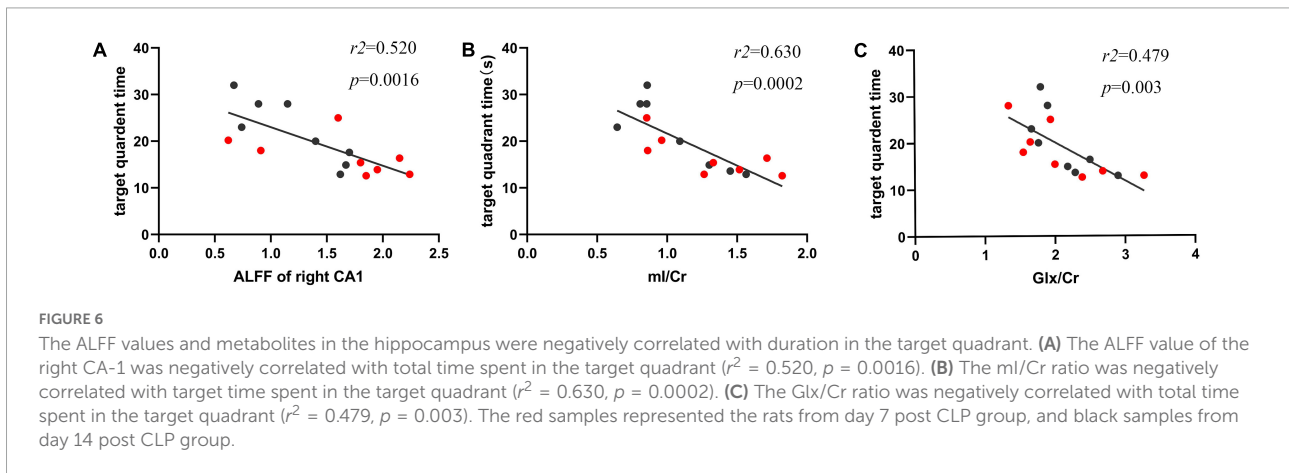 A
r2=0.520
p=0.0016
target quardent time
40
30
20
10
0
0.0 0.5 1.0 1.5 2.0 2.5
ALFF of right CA1
B
r2=0.630
p=0.0002
target quadrant time(s)
40
30
20
10
0
0.0 0.5 1.0 1.5 2.0
mI/Cr
C
r2=0.479
p=0.003
target quardent time
40
30
20
10
0
0 1 2 3 4
Glx/Cr
FIGURE 6
The ALFF values and metabolites in the hippocampus were negatively correlated with duration in the target quadrant. (A) The ALFF value of the
right CA-1 was negatively correlated with total time spent in the target quadrant (r² = 0.520, p = 0.0016). (B) The mI/Cr ratio was negatively
correlated with target time spent in the target quadrant (r² = 0.630, p = 0.0002). (C) The Glx/Cr ratio was negatively correlated with total time
spent in the target quadrant (r² = 0.479, p = 0.003). The red samples represented the rats from day 7 post CLP group, and black samples from
day 14 post CLP group.